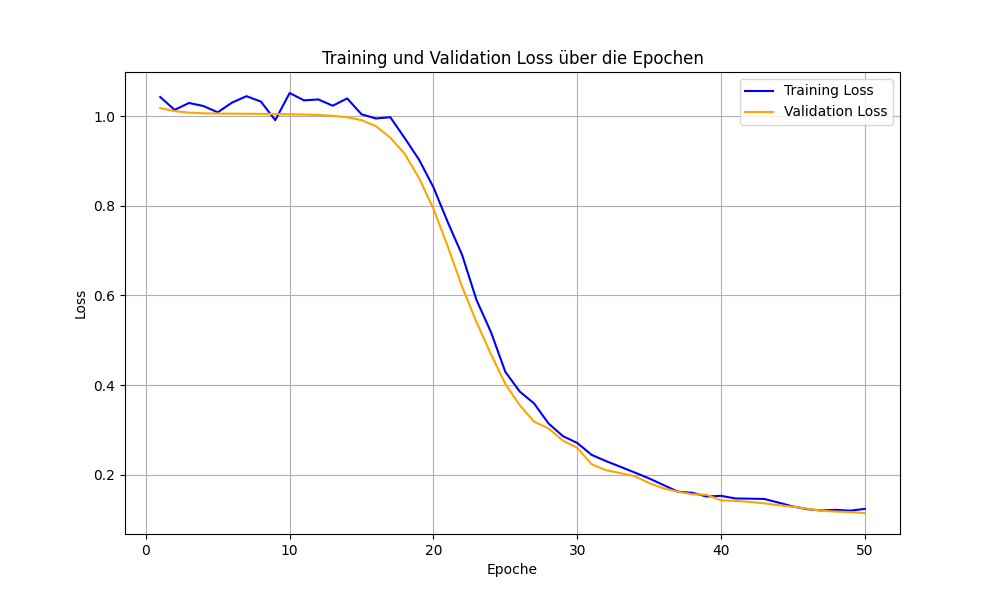 Training und Validation Loss über die Epochen
Training Loss
Validation Loss
Loss
1.0
0.8
0.6
0.4
0.2
0 10 20 30 40 50
Epoche